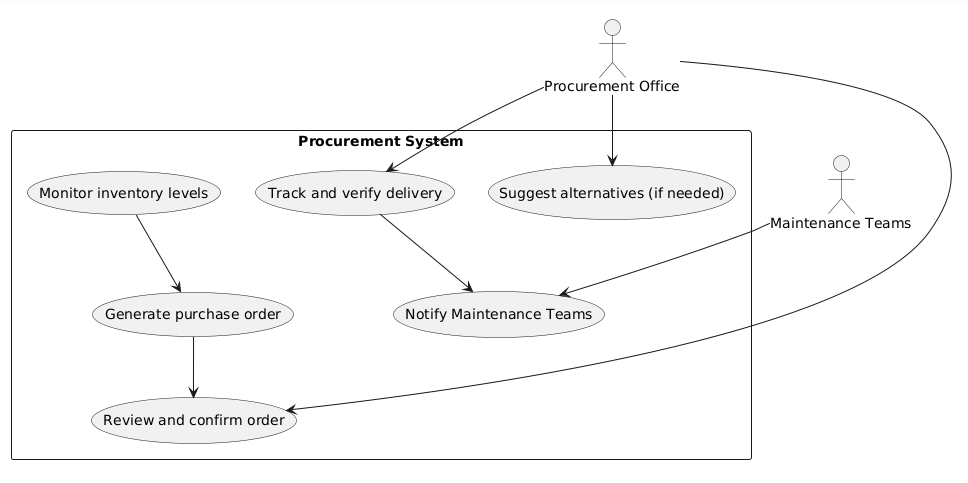 Procurement Office
Procurement System
Monitor inventory levels
Track and verify delivery
Suggest alternatives (if needed)
Maintenance Teams
Generate purchase order
Notify Maintenance Teams
Review and confirm order